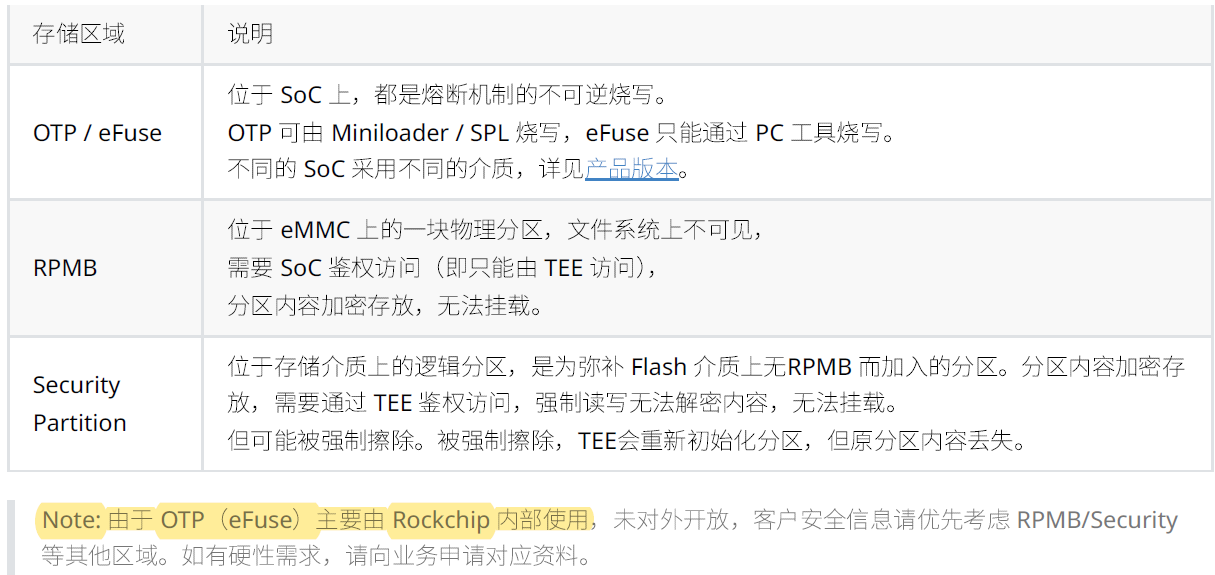 存储区域
说明
OTP / eFuse
位于 SoC 上，都是熔断机制的不可逆烧写。
OTP 可由 Miniloader / SPL 烧写，eFuse 只能通过 PC 工具烧写。
不同的 SoC 采用不同的介质，详见产品版本。
RPMB
位于 eMMC 上的一块物理分区，文件系统上不可见，
需要 SoC 鉴权访问（即只能由 TEE 访问），
分区内容加密存放，无法挂载。
Security
Partition
位于存储介质上的逻辑分区，是为弥补 Flash 介质上无RPMB 而加入的分区。分区内容加密存
放，需要通过 TEE 鉴权访问，强制读写无法解密内容，无法挂载。
但可能被强制擦除。被强制擦除，TEE会重新初始化分区，但原分区内容丢失。
Note: 由于 OTP（eFuse）主要由 Rockchip 内部使用，未对外开放，客户安全信息请优先考虑 RPMB/Security
等其他区域。如有硬性需求，请向业务申请对应资料。